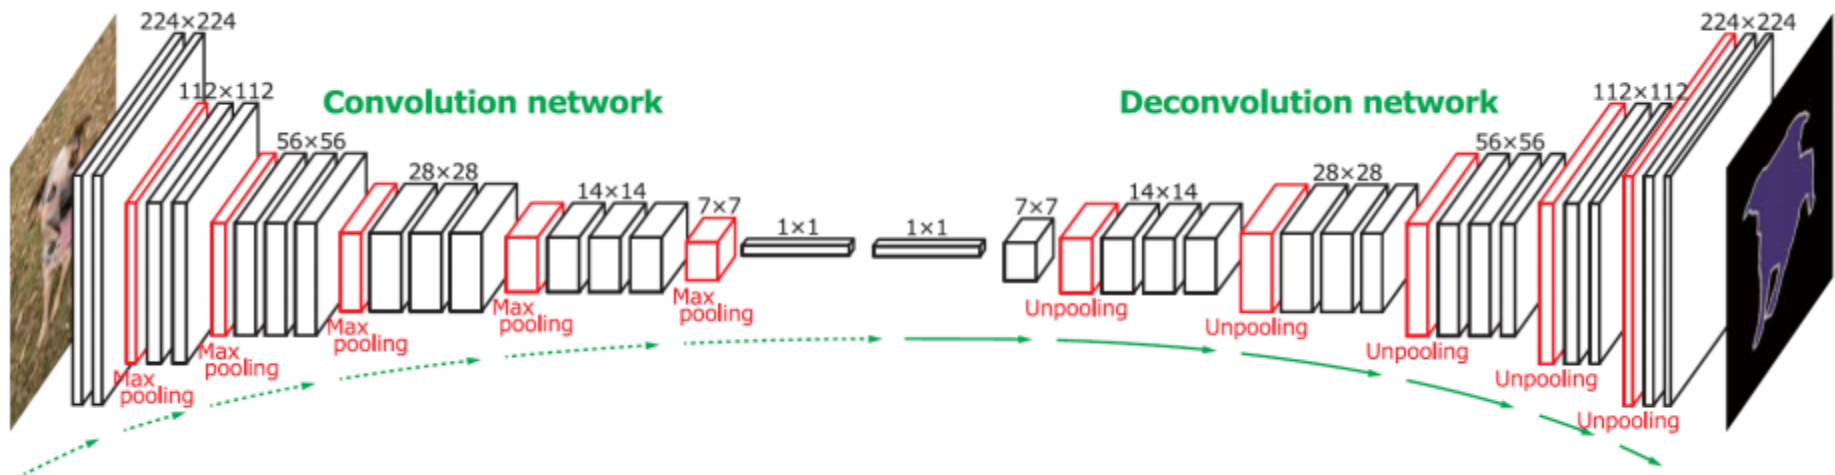 224×224
112×112
Convolution network
56×56
28×28
14×14
7×7
1×1
1×1
7×7
14×14
28×28
Deconvolution network
56×56
112×112
224×224
Max
pooling
Max
pooling
Max
pooling
Max
pooling
Max
pooling
Unpooling
Unpooling
Unpooling
Unpooling
Unpooling